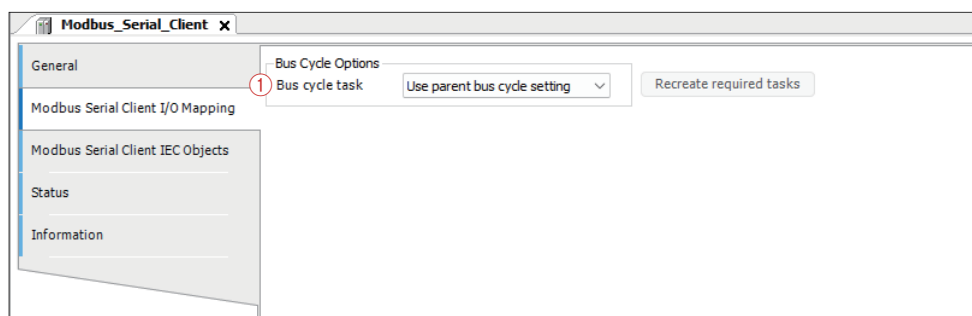 Modbus_Serial_Client X
General
Modbus Serial Client I/O Mapping
Modbus Serial Client IEC Objects
Status
Information
Bus Cycle Options
1 Bus cycle task Use parent bus cycle setting Recreate required tasks